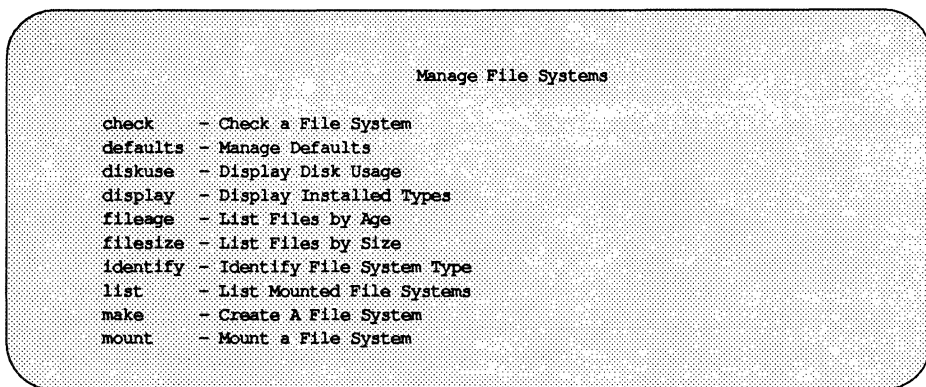 Manage File Systems
check - Check a File System
defaults - Manage Defaults
diskuse - Display Disk Usage
display - Display Installed Types
fileage - List Files by Age
filesize - List Files by Size
identify - Identify File System Type
list - List Mounted File Systems
make - Create A File System
mount - Mount a File System